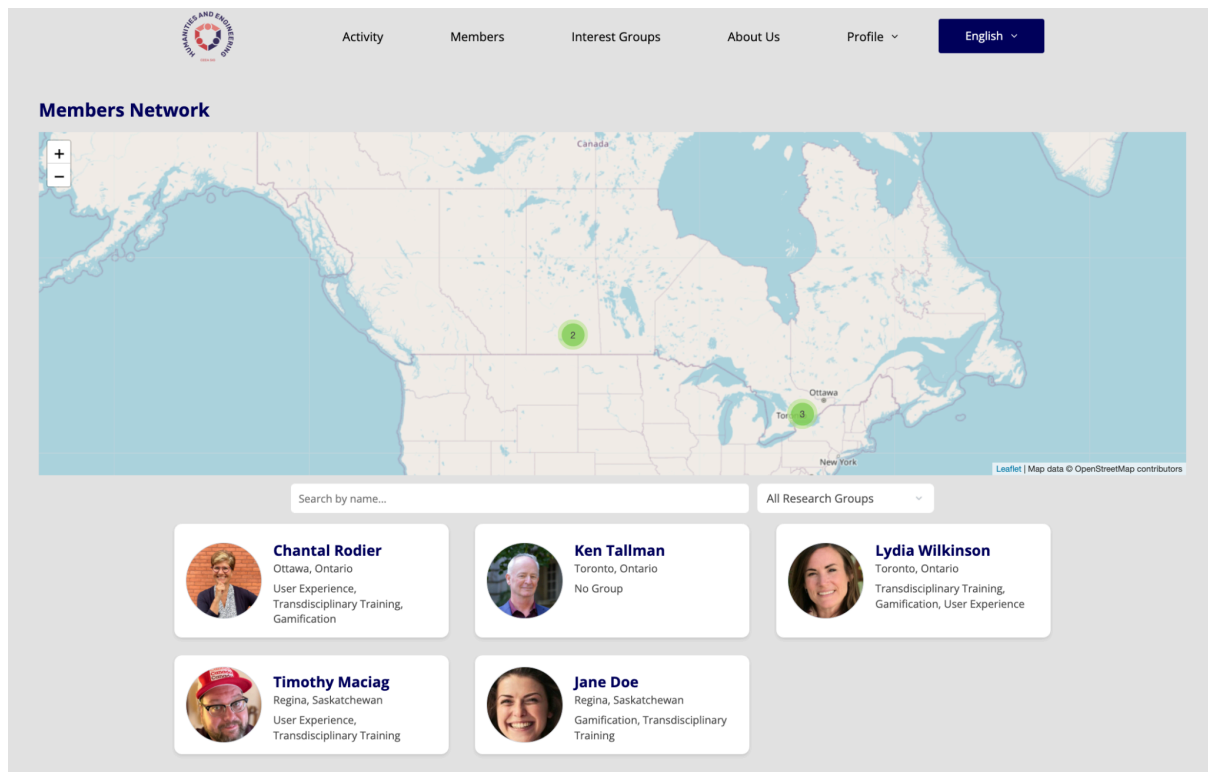 HUMANITIES AND ENGINEERING
Activity
Members
Interest Groups
About Us
Profile
English
Members Network
+
−
Canada
2
Ottawa
3
New York
Leaflet | Map data © OpenStreetMap contributors
Search by name...
All Research Groups
Chantal Rodier
Ottawa, Ontario
User Experience,
Transdisciplinary Training,
Gamification
Ken Tallman
Toronto, Ontario
No Group
Lydia Wilkinson
Toronto, Ontario
Transdisciplinary Training,
Gamification, User Experience
Timothy Maciag
Regina, Saskatchewan
User Experience,
Transdisciplinary Training
Jane Doe
Regina, Saskatchewan
Gamification, Transdisciplinary
Training